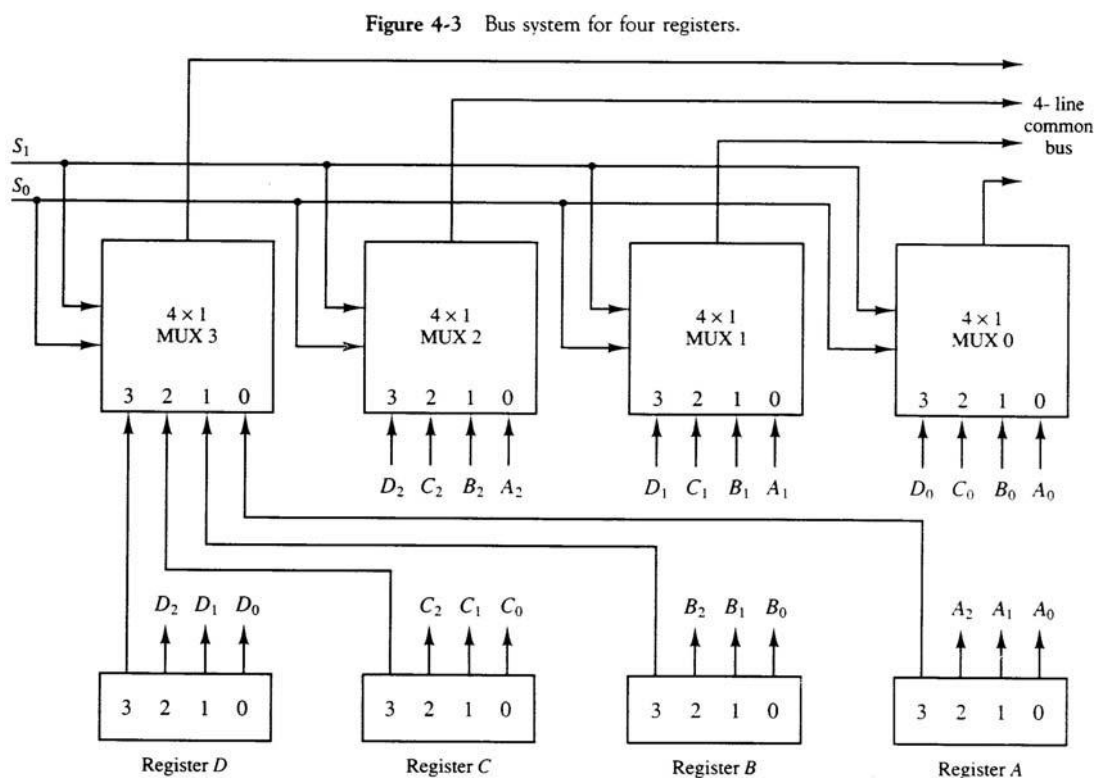 Figure 4-3 Bus system for four registers.
4- line
common
bus
S1
S0
4 × 1
MUX 3
4 × 1
MUX 2
4 × 1
MUX 1
4 × 1
MUX 0
3 2 1 0
3 2 1 0
3 2 1 0
3 2 1 0
D2 C2 B2 A2
D1 C1 B1 A1
D0 C0 B0 A0
D2 D1 D0
C2 C1 C0
B2 B1 B0
A2 A1 A0
3 2 1 0
3 2 1 0
3 2 1 0
3 2 1 0
Register D
Register C
Register B
Register A